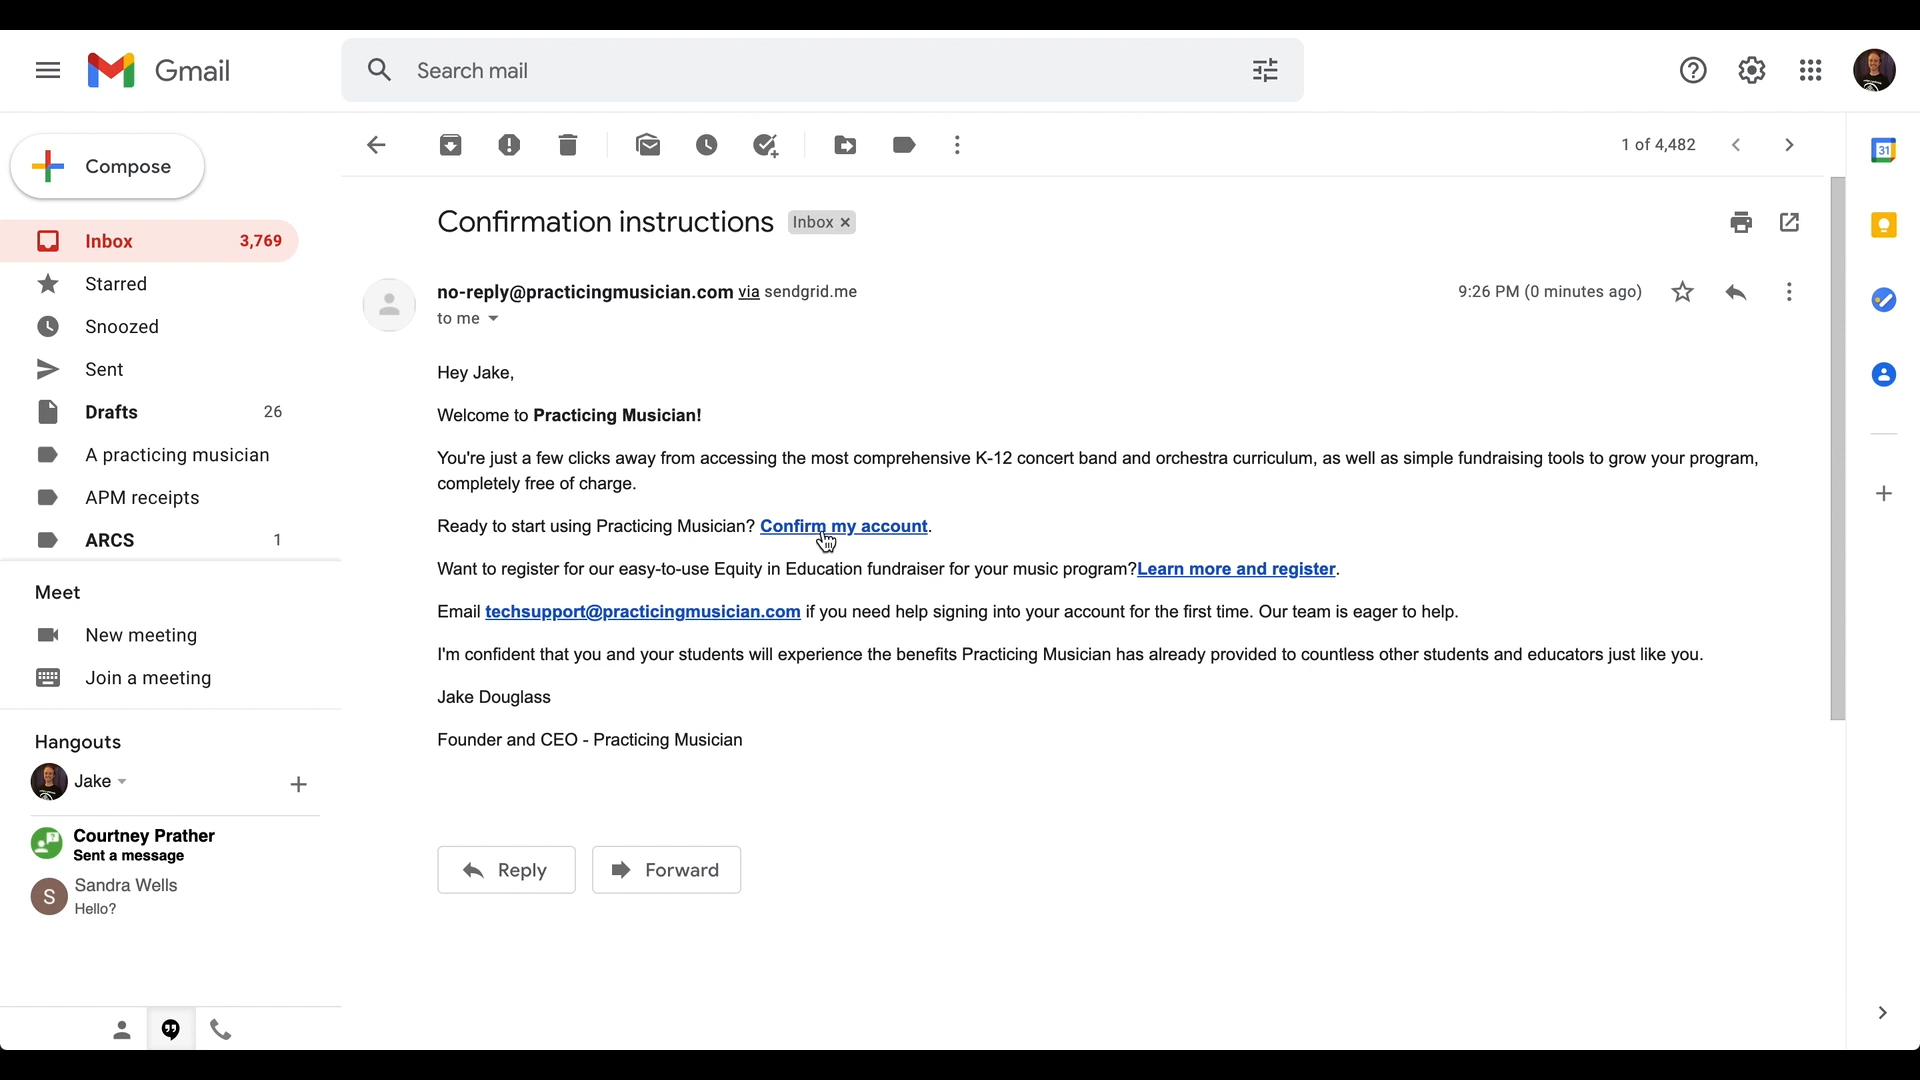 Gmail
Search mail
Compose
1 of 4,482
31
Inbox 3,769
Starred
Snoozed
Sent
Drafts 26
A practicing musician
APM receipts
ARCS 1
Meet
New meeting
Join a meeting
Hangouts
Jake
Courtney Prather
Sent a message
S
Sandra Wells
Hello?
Confirmation instructions Inbox x
no-reply@practicingmusician.com via sendgrid.me 9:26 PM (0 minutes ago)
to me
Hey Jake,
Welcome to Practicing Musician!
You're just a few clicks away from accessing the most comprehensive K-12 concert band and orchestra curriculum, as well as simple fundraising tools to grow your program,
completely free of charge.
Ready to start using Practicing Musician? Confirm my account.
Want to register for our easy-to-use Equity in Education fundraiser for your music program?Learn more and register.
Email techsupport@practicingmusician.com if you need help signing into your account for the first time. Our team is eager to help.
I'm confident that you and your students will experience the benefits Practicing Musician has already provided to countless other students and educators just like you.
Jake Douglass
Founder and CEO - Practicing Musician
Reply Forward